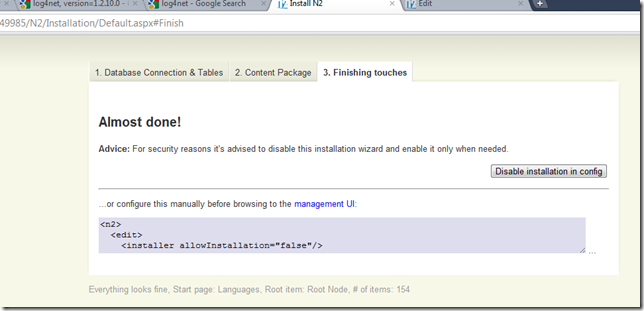 log4net, version=1.2.10.0 -
log4net - Google Search
Install N2
Edit
49985/N2/Installation/Default.aspx#Finish
1. Database Connection & Tables
2. Content Package
3. Finishing touches
Almost done!
Advice: For security reasons it's advised to disable this installation wizard and enable it only when needed.
Disable installation in config
...or configure this manually before browsing to the management UI:
<n2>
<edit>
<installer allowInstallation="false"/>
...
Everything looks fine, Start page: Languages, Root item: Root Node, # of items: 154